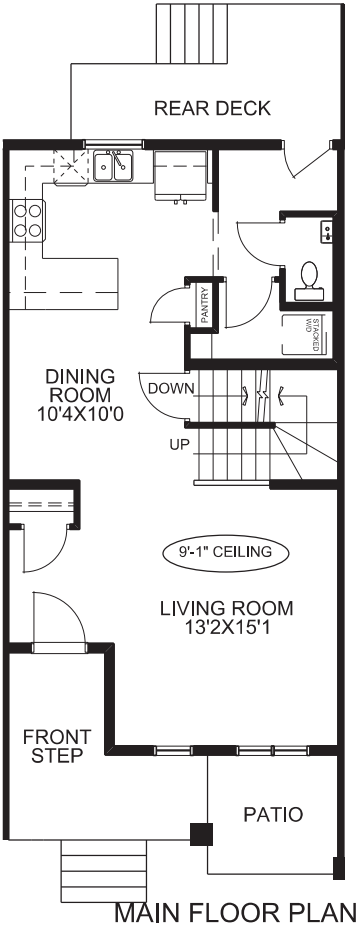 REAR DECK
PANTRY
STACKED
W/D
DINING
ROOM
10'4X10'0
DOWN
UP
9'-1" CEILING
LIVING ROOM
13'2X15'1
FRONT
STEP
PATIO
MAIN FLOOR PLAN